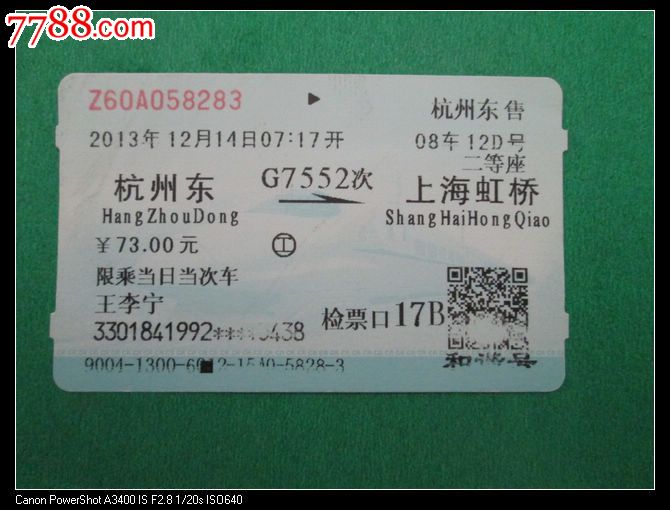 7788.com
Z60A058283
杭州东售
2013年12月14日07:17开
08车12D号
二等座
杭州东
G7552次
上海虹桥
HangZhouDong
ShangHaiHongQiao
￥73.00元
工
限乘当日当次车
王李宁
检票口17B
3301841992****
和谐号
Canon PowerShot A3400 IS F2.8 1/20s ISO640